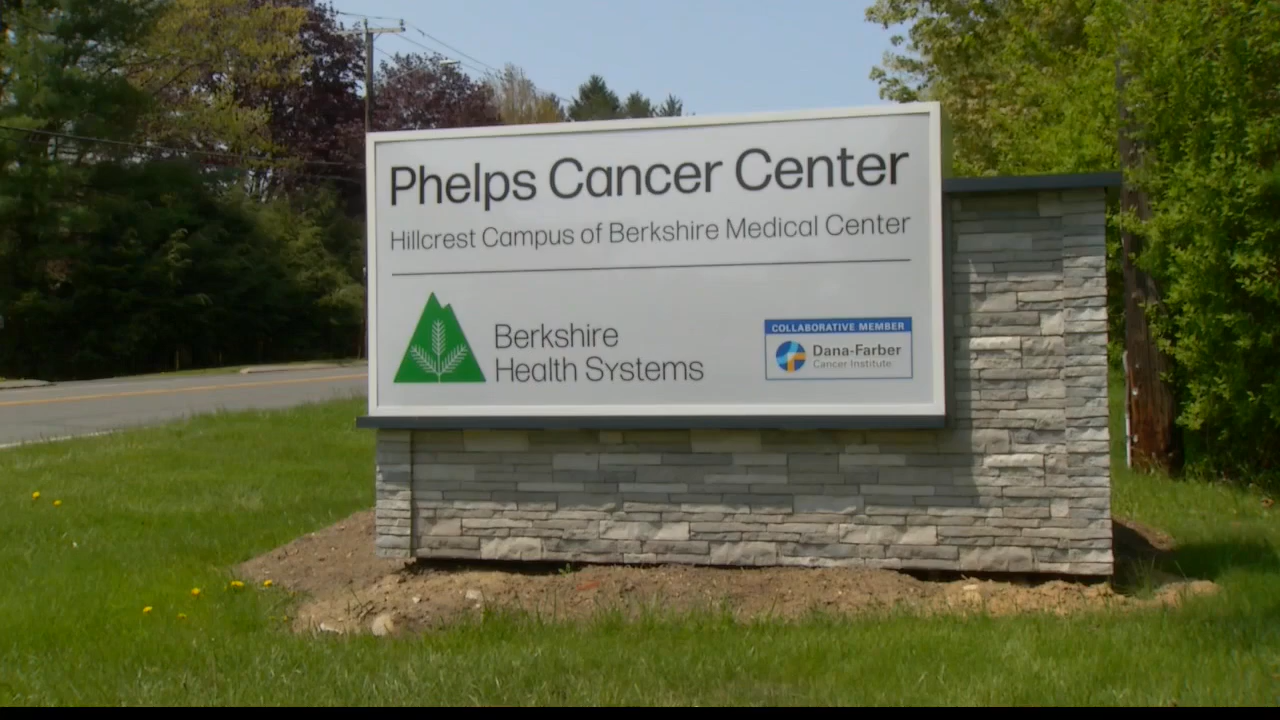 Phelps Cancer Center
Hillcrest Campus of Berkshire Medical Center
Berkshire
Health Systems
COLLABORATIVE MEMBER
Dana-Farber
Cancer Institute